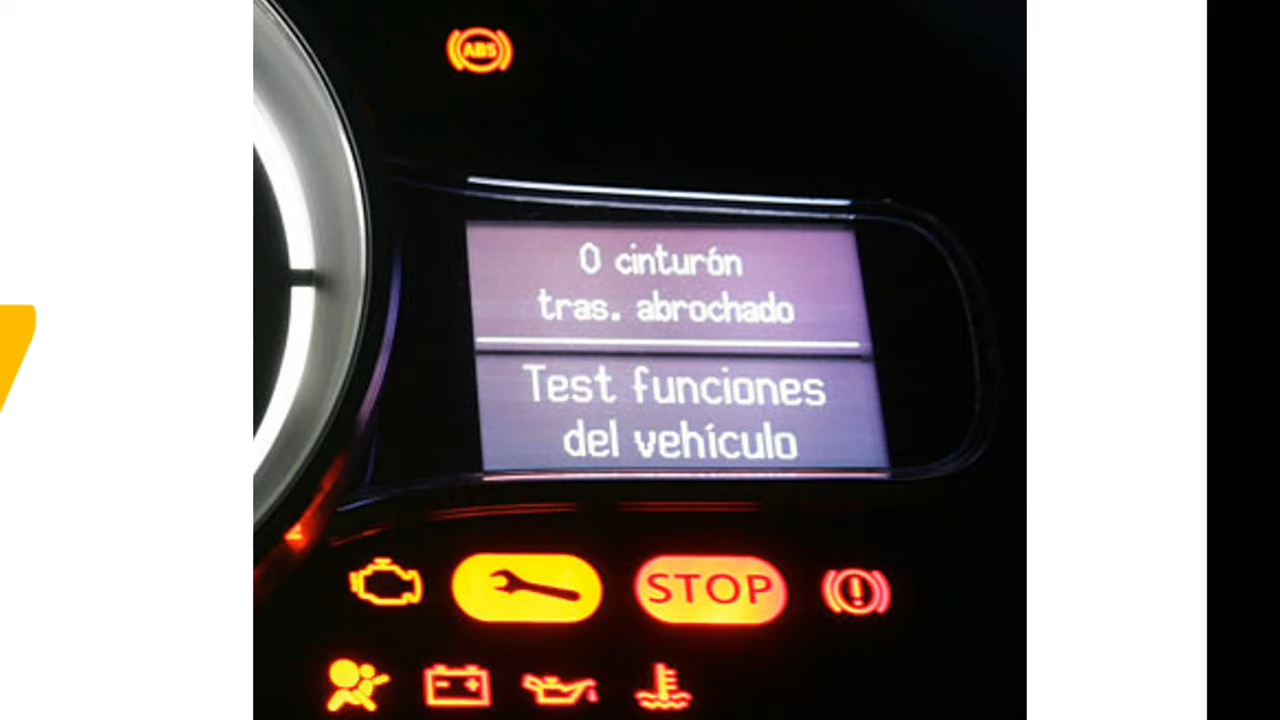 ABS
0 cinturón
tras. abrochado
Test funciones
del vehículo
STOP